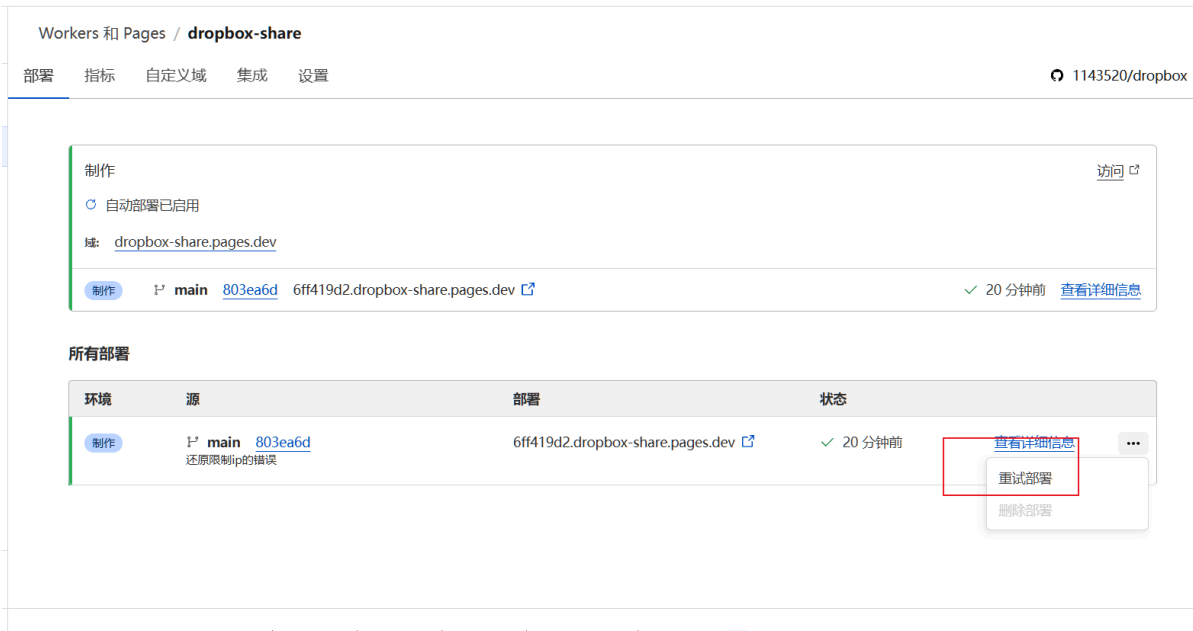 Workers 和 Pages / dropbox-share
部署 指标 自定义域 集成 设置 1143520/dropbox
制作 访问
自动部署已启用
域: dropbox-share.pages.dev
制作 main 803ea6d 6ff419d2.dropbox-share.pages.dev 20 分钟前 查看详细信息
所有部署
环境 源 部署 状态
制作 main 803ea6d 6ff419d2.dropbox-share.pages.dev 20 分钟前 查看详细信息 ...
还原限制ip的错误
重试部署
删除部署